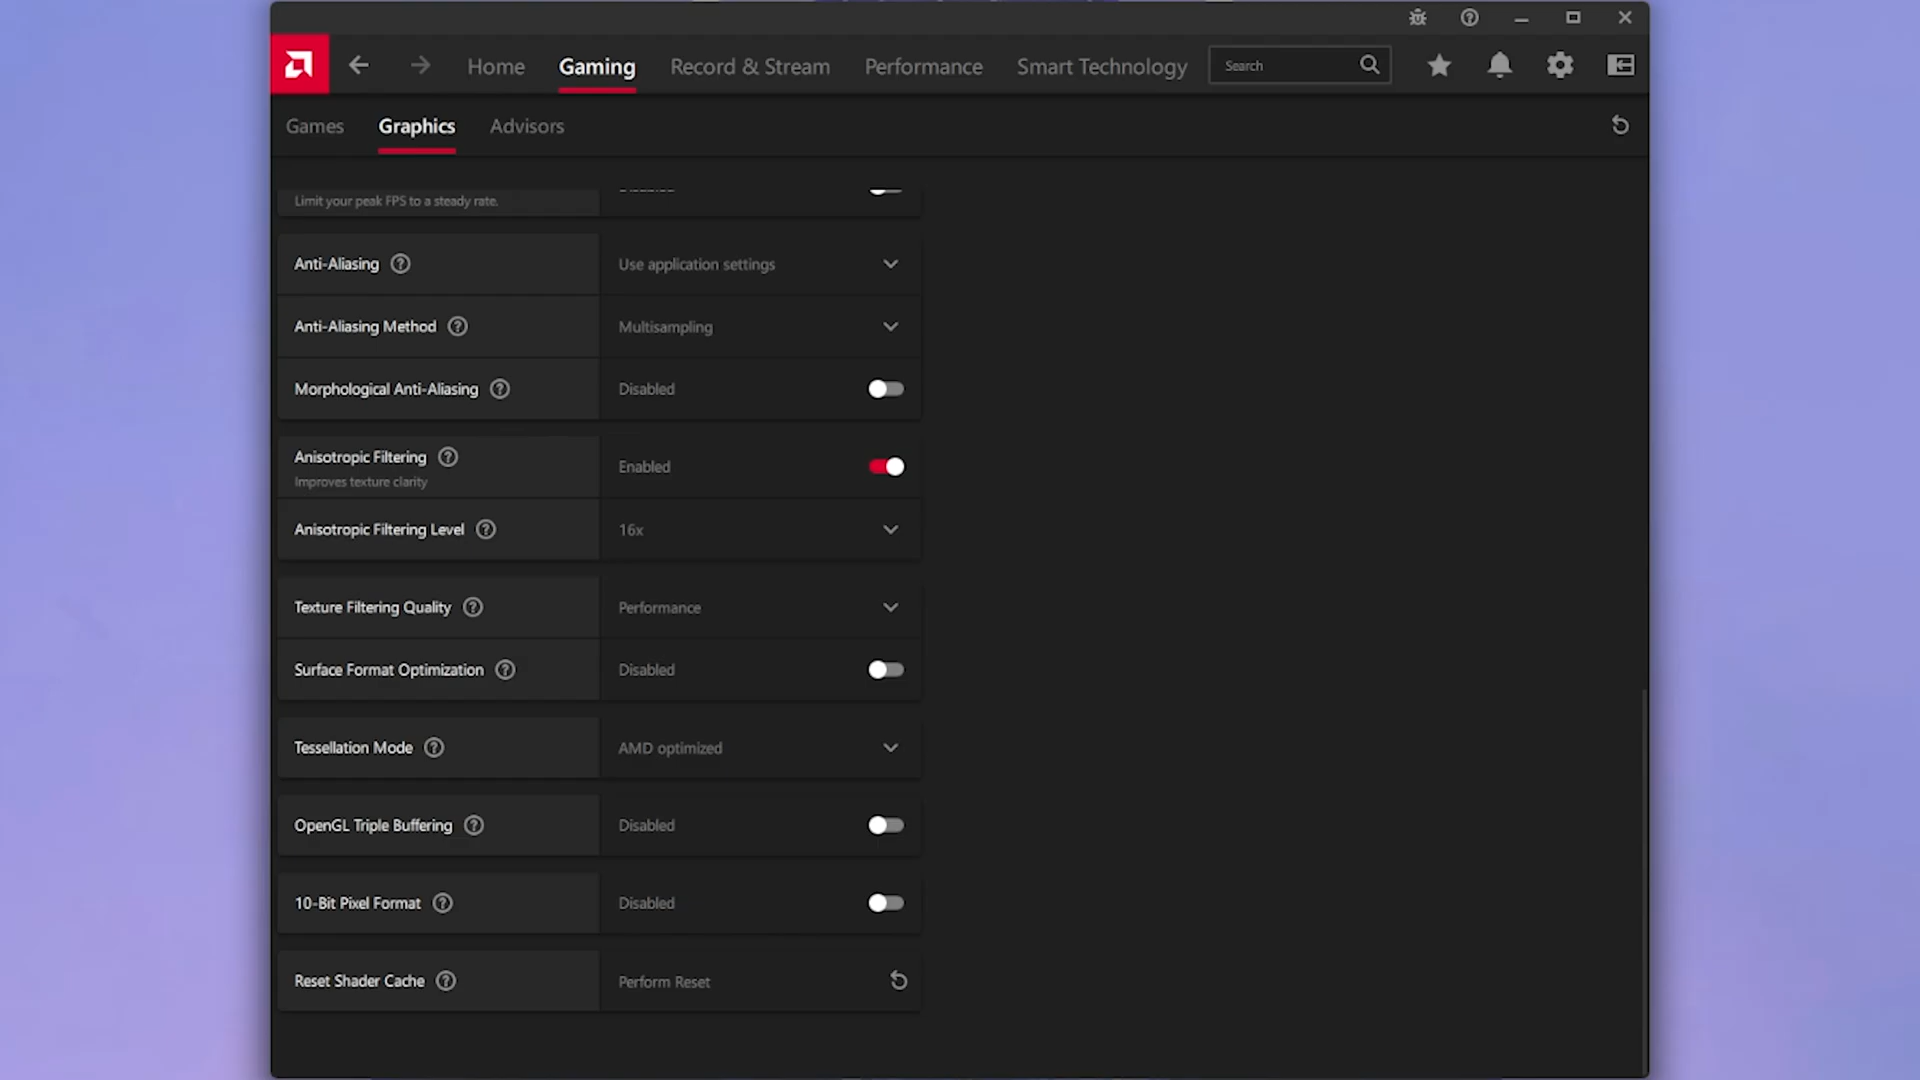 Home
Gaming
Record & Stream
Performance
Smart Technology
Search
Games
Graphics
Advisors
Limit your peak FPS to a steady rate.
Anti-Aliasing
Use application settings
Anti-Aliasing Method
Multisampling
Morphological Anti-Aliasing
Disabled
Anisotropic Filtering
Improves texture clarity
Enabled
Anisotropic Filtering Level
16x
Texture Filtering Quality
Performance
Surface Format Optimization
Disabled
Tessellation Mode
AMD optimized
OpenGL Triple Buffering
Disabled
10-Bit Pixel Format
Disabled
Reset Shader Cache
Perform Reset